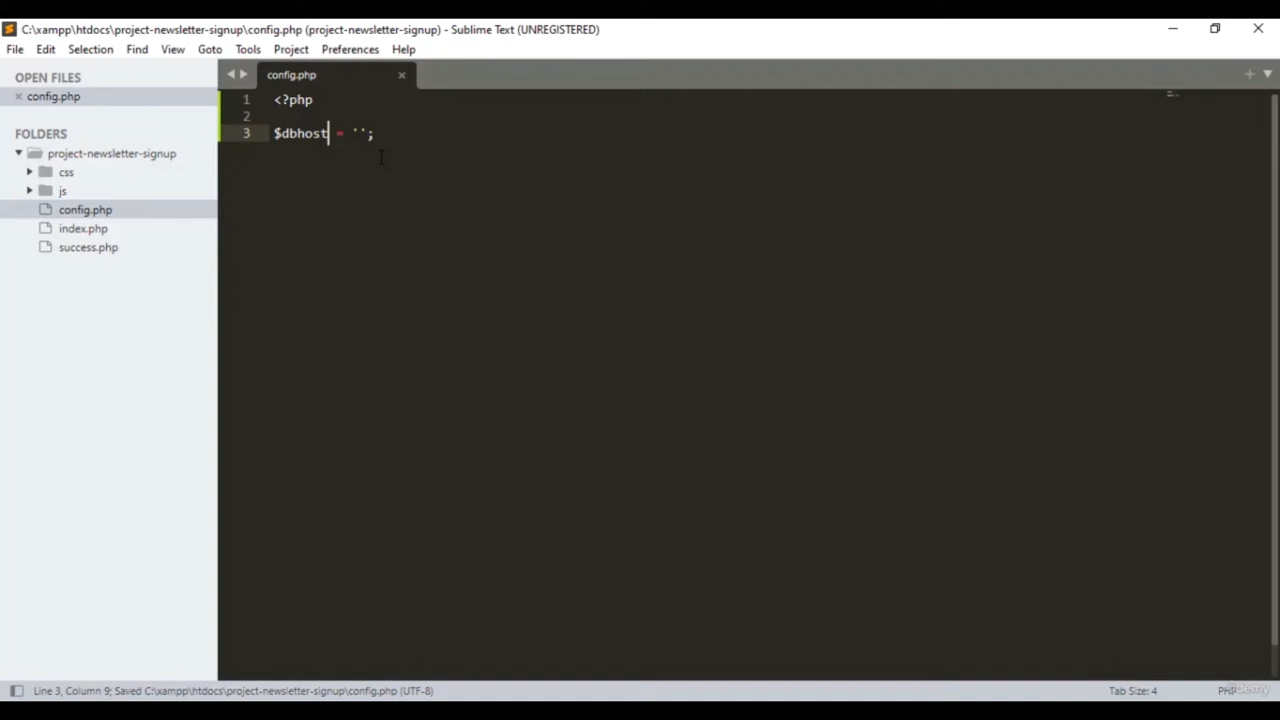 C:\xampp\htdocs\project-newsletter-signup\config.php (project-newsletter-signup) - Sublime Text (UNREGISTERED)
File Edit Selection Find View Goto Tools Project Preferences Help
OPEN FILES
config.php
FOLDERS
project-newsletter-signup
css
js
config.php
index.php
success.php
config.php
1 <?php
2
3 $dbhost = '';
Line 3, Column 9; Saved C:\xampp\htdocs\project-newsletter-signup\config.php (UTF-8)
Tab Size: 4
PHP